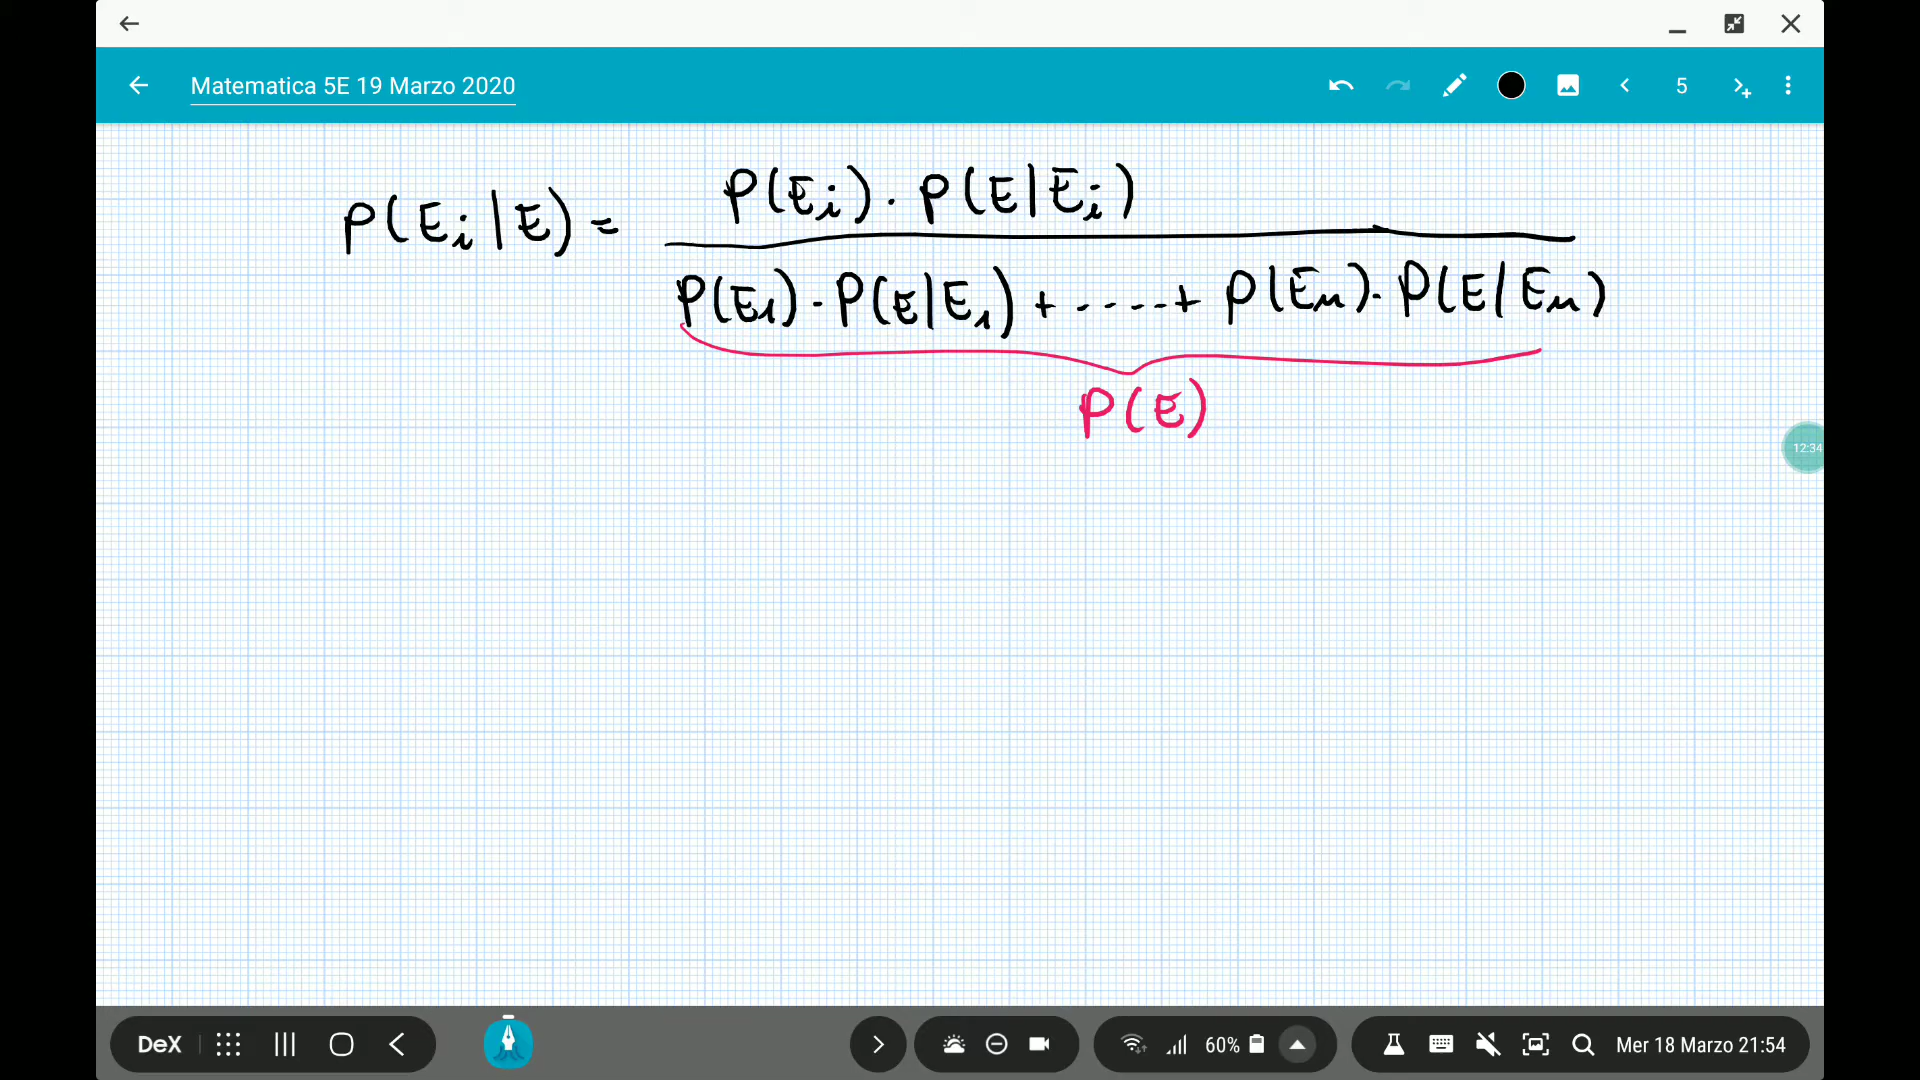 Matematica 5E 19 Marzo 2020
5
P(Ei|E) = P(Ei) · P(E|Ei)
P(E1) · P(E|E1) + ····+ P(En) · P(E|En)
P(E)
12:34
DeX
60%
Mer 18 Marzo 21:54